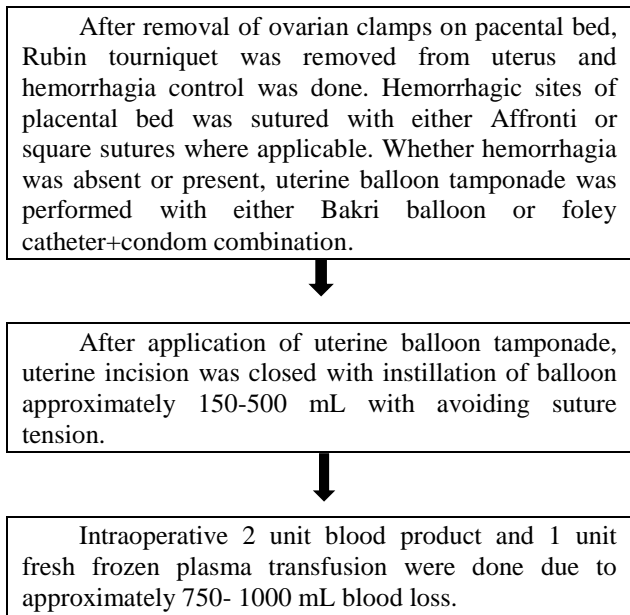 After removal of ovarian clamps on pacental bed,
Rubin tourniquet was removed from uterus and
hemorrhagia control was done. Hemorrhagic sites of
placental bed was sutured with either Affronti or
square sutures where applicable. Whether hemorrhagia
was absent or present, uterine balloon tamponade was
performed with either Bakri balloon or foley
catheter+condom combination.
After application of uterine balloon tamponade,
uterine incision was closed with instillation of balloon
approximately 150-500 mL with avoiding suture
tension.
Intraoperative 2 unit blood product and 1 unit
fresh frozen plasma transfusion were done due to
approximately 750- 1000 mL blood loss.